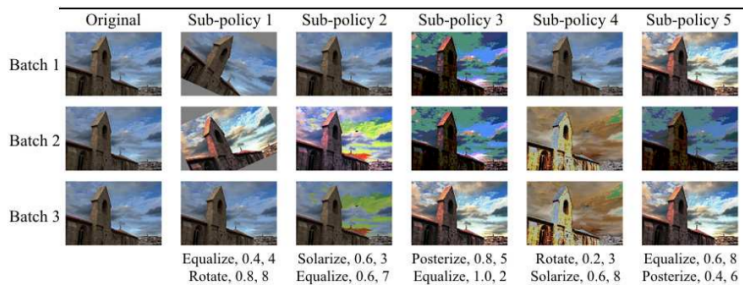 Original Sub-policy 1 Sub-policy 2 Sub-policy 3 Sub-policy 4 Sub-policy 5
Batch 1
Batch 2
Batch 3
Equalize, 0.4, 4 Solarize, 0.6, 3 Posterize, 0.8, 5 Rotate, 0.2, 3 Equalize, 0.6, 8
Rotate, 0.8, 8 Equalize, 0.6, 7 Equalize, 1.0, 2 Solarize, 0.6, 8 Posterize, 0.4, 6